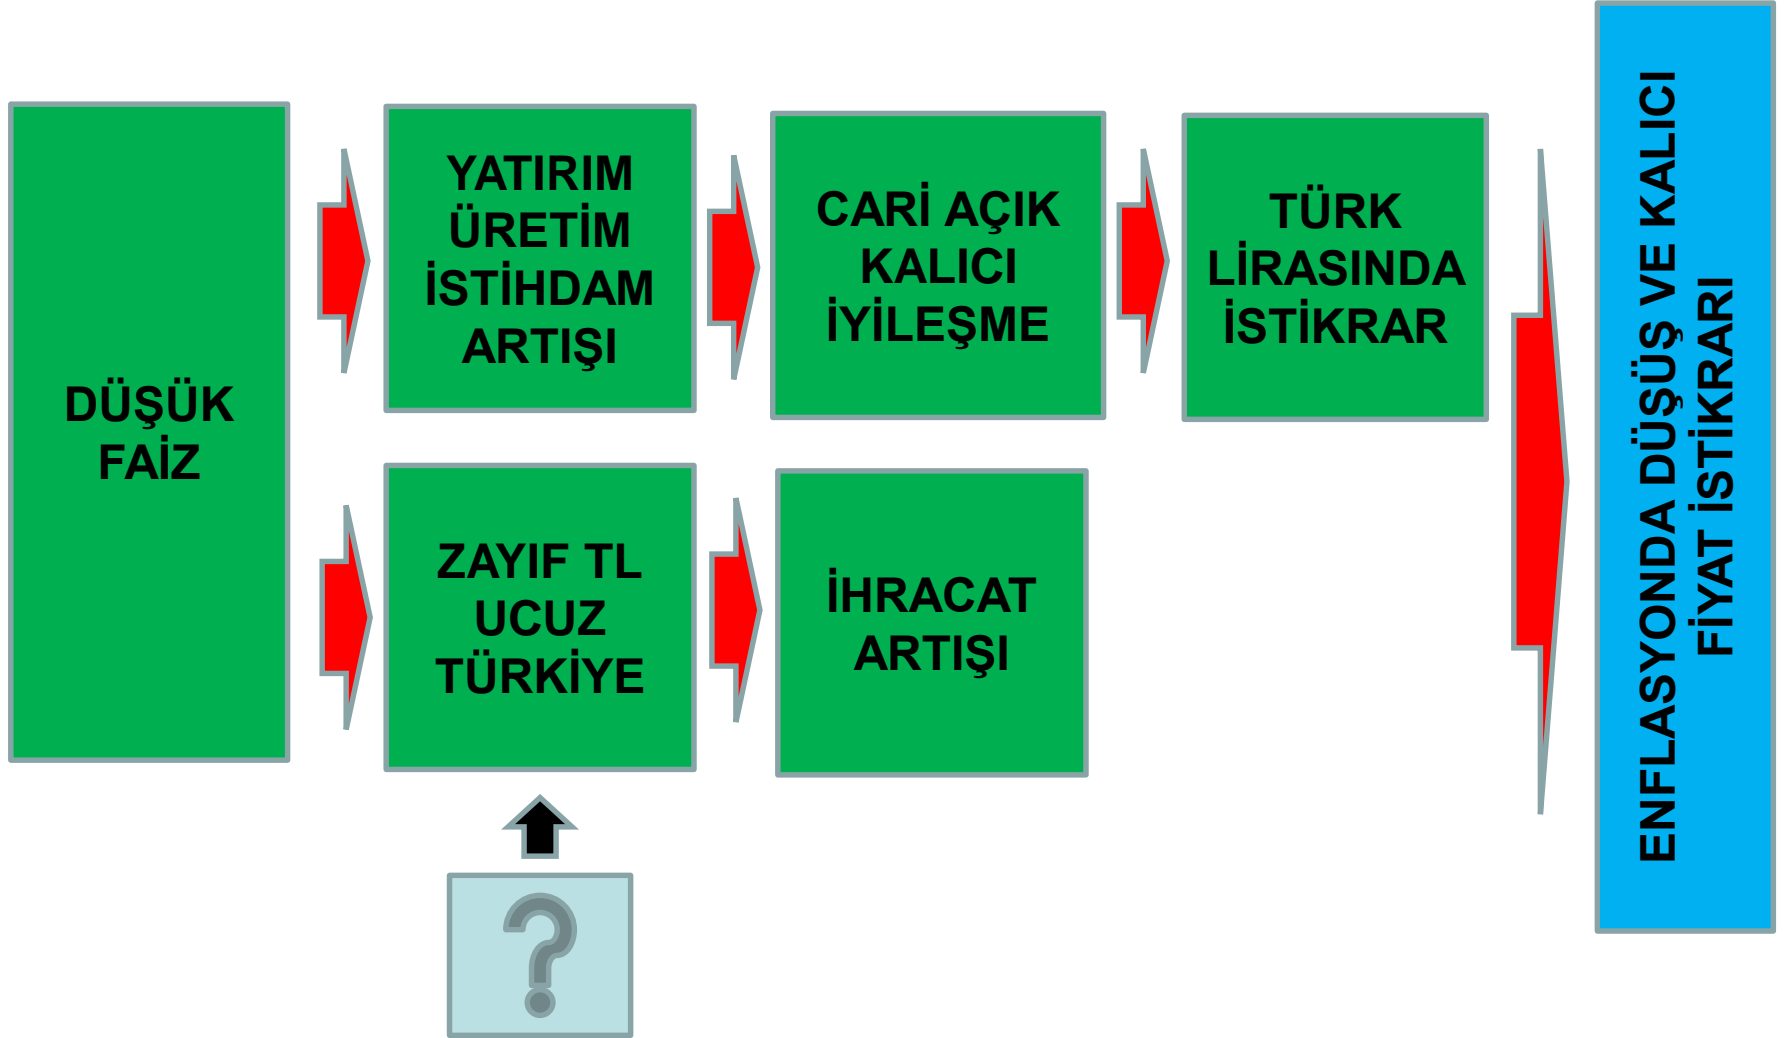 DÜŞÜK
FAİZ
YATIRIM
ÜRETİM
İSTİHDAM
ARTIŞI
CARİ AÇIK
KALICI
İYİLEŞME
TÜRK
LİRASINDA
İSTİKRAR
ZAYIF TL
UCUZ
TÜRKİYE
İHRACAT
ARTIŞI
?
ENFLASYONDA DÜŞÜŞ VE KALICI
FİYAT İSTİKRARI